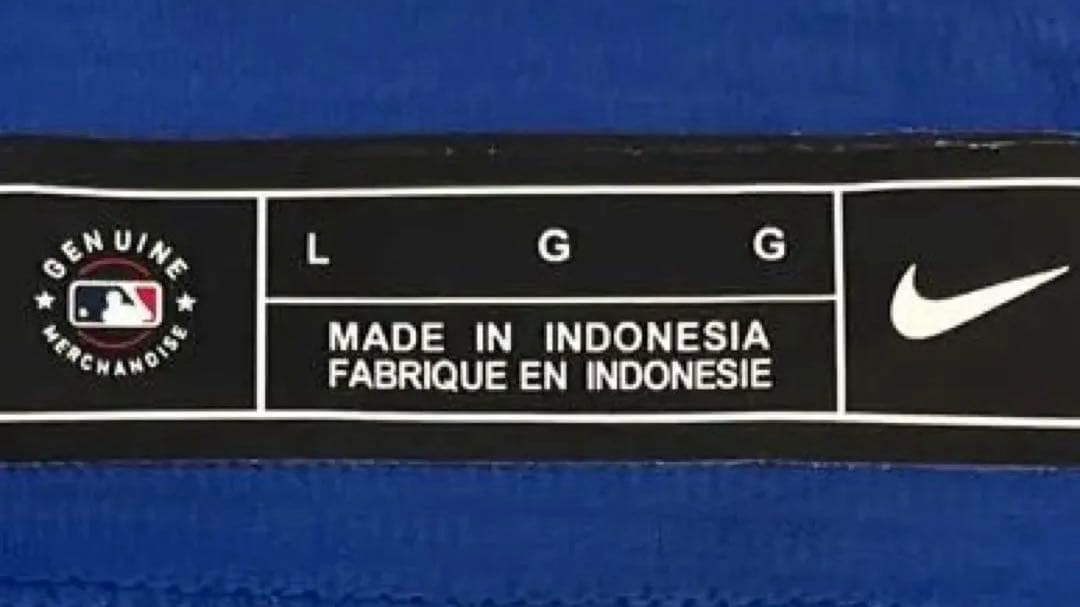 GENUINE
MERCHANDISE
L G G
MADE IN INDONESIA
FABRIQUE EN INDONESIE